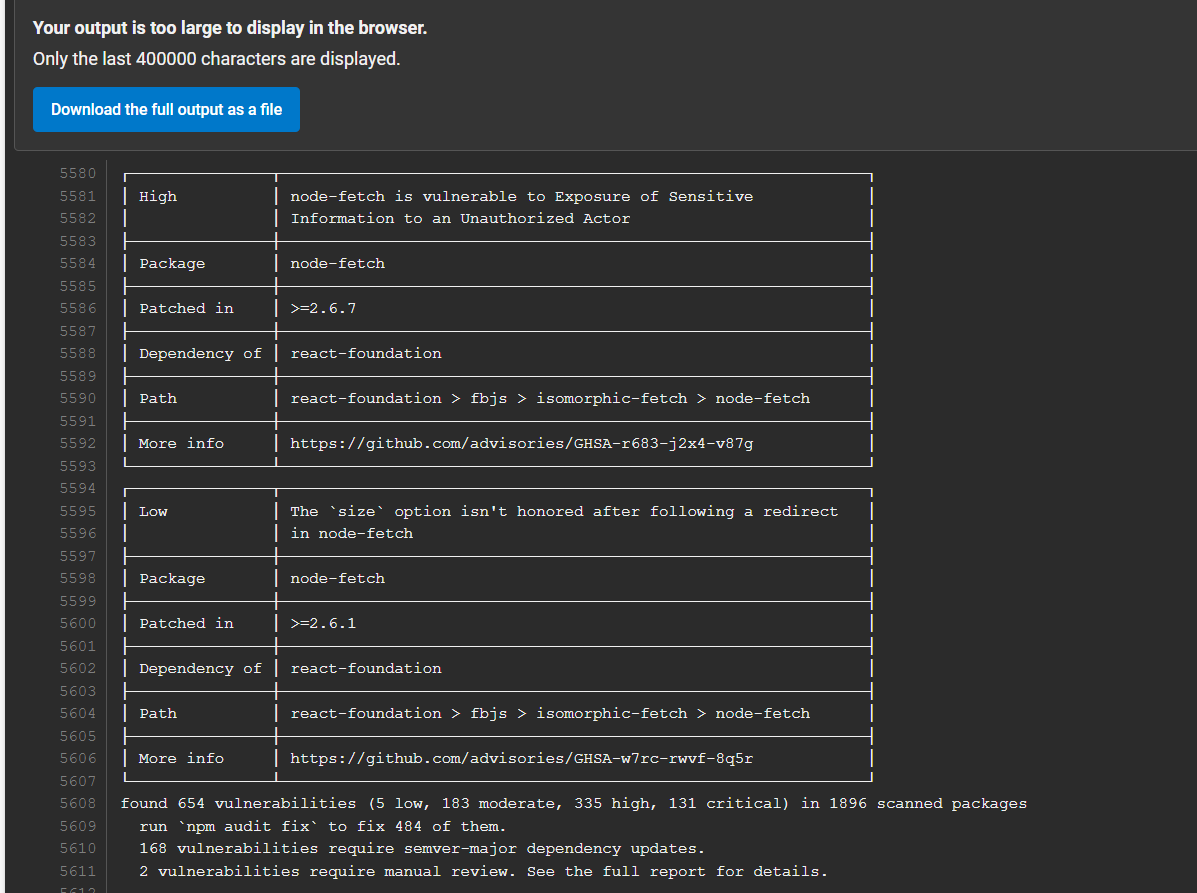 Your output is too large to display in the browser.
Only the last 400000 characters are displayed.
Download the full output as a file
5580
5581 High node-fetch is vulnerable to Exposure of Sensitive
5582 Information to an Unauthorized Actor
5583
5584 Package node-fetch
5585
5586 Patched in >=2.6.7
5587
5588 Dependency of react-foundation
5589
5590 Path react-foundation > fbjs > isomorphic-fetch > node-fetch
5591
5592 More info https://github.com/advisories/GHSA-r683-j2x4-v87g
5593
5594
5595 Low The `size` option isn't honored after following a redirect
5596 in node-fetch
5597
5598 Package node-fetch
5599
5600 Patched in >=2.6.1
5601
5602 Dependency of react-foundation
5603
5604 Path react-foundation > fbjs > isomorphic-fetch > node-fetch
5605
5606 More info https://github.com/advisories/GHSA-w7rc-rwvf-8q5r
5607
5608 found 654 vulnerabilities (5 low, 183 moderate, 335 high, 131 critical) in 1896 scanned packages
5609 run `npm audit fix` to fix 484 of them.
5610 168 vulnerabilities require semver-major dependency updates.
5611 2 vulnerabilities require manual review. See the full report for details.
5612